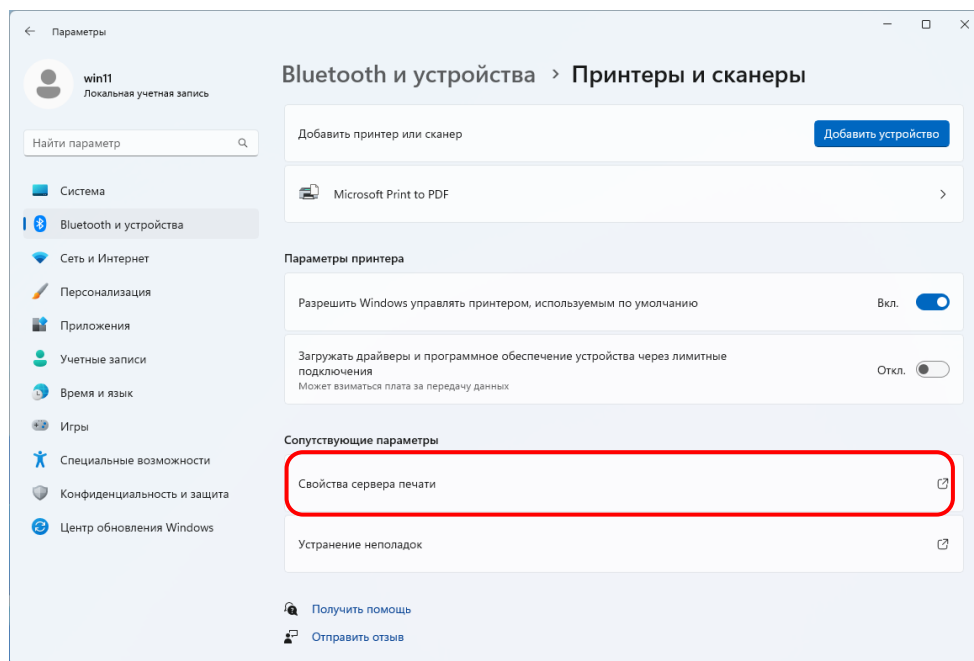 Параметры
win11
Локальная учетная запись
Найти параметр
Система
Bluetooth и устройства
Сеть и Интернет
Персонализация
Приложения
Учетные записи
Время и язык
Игры
Специальные возможности
Конфиденциальность и защита
Центр обновления Windows
Bluetooth и устройства › Принтеры и сканеры
Добавить принтер или сканер
Добавить устройство
Microsoft Print to PDF
Параметры принтера
Разрешить Windows управлять принтером, используемым по умолчанию
Вкл.
Загружать драйверы и программное обеспечение устройства через лимитные
подключения
Может взиматься плата за передачу данных
Откл.
Сопутствующие параметры
Свойства сервера печати
Устранение неполадок
Получить помощь
Отправить отзыв